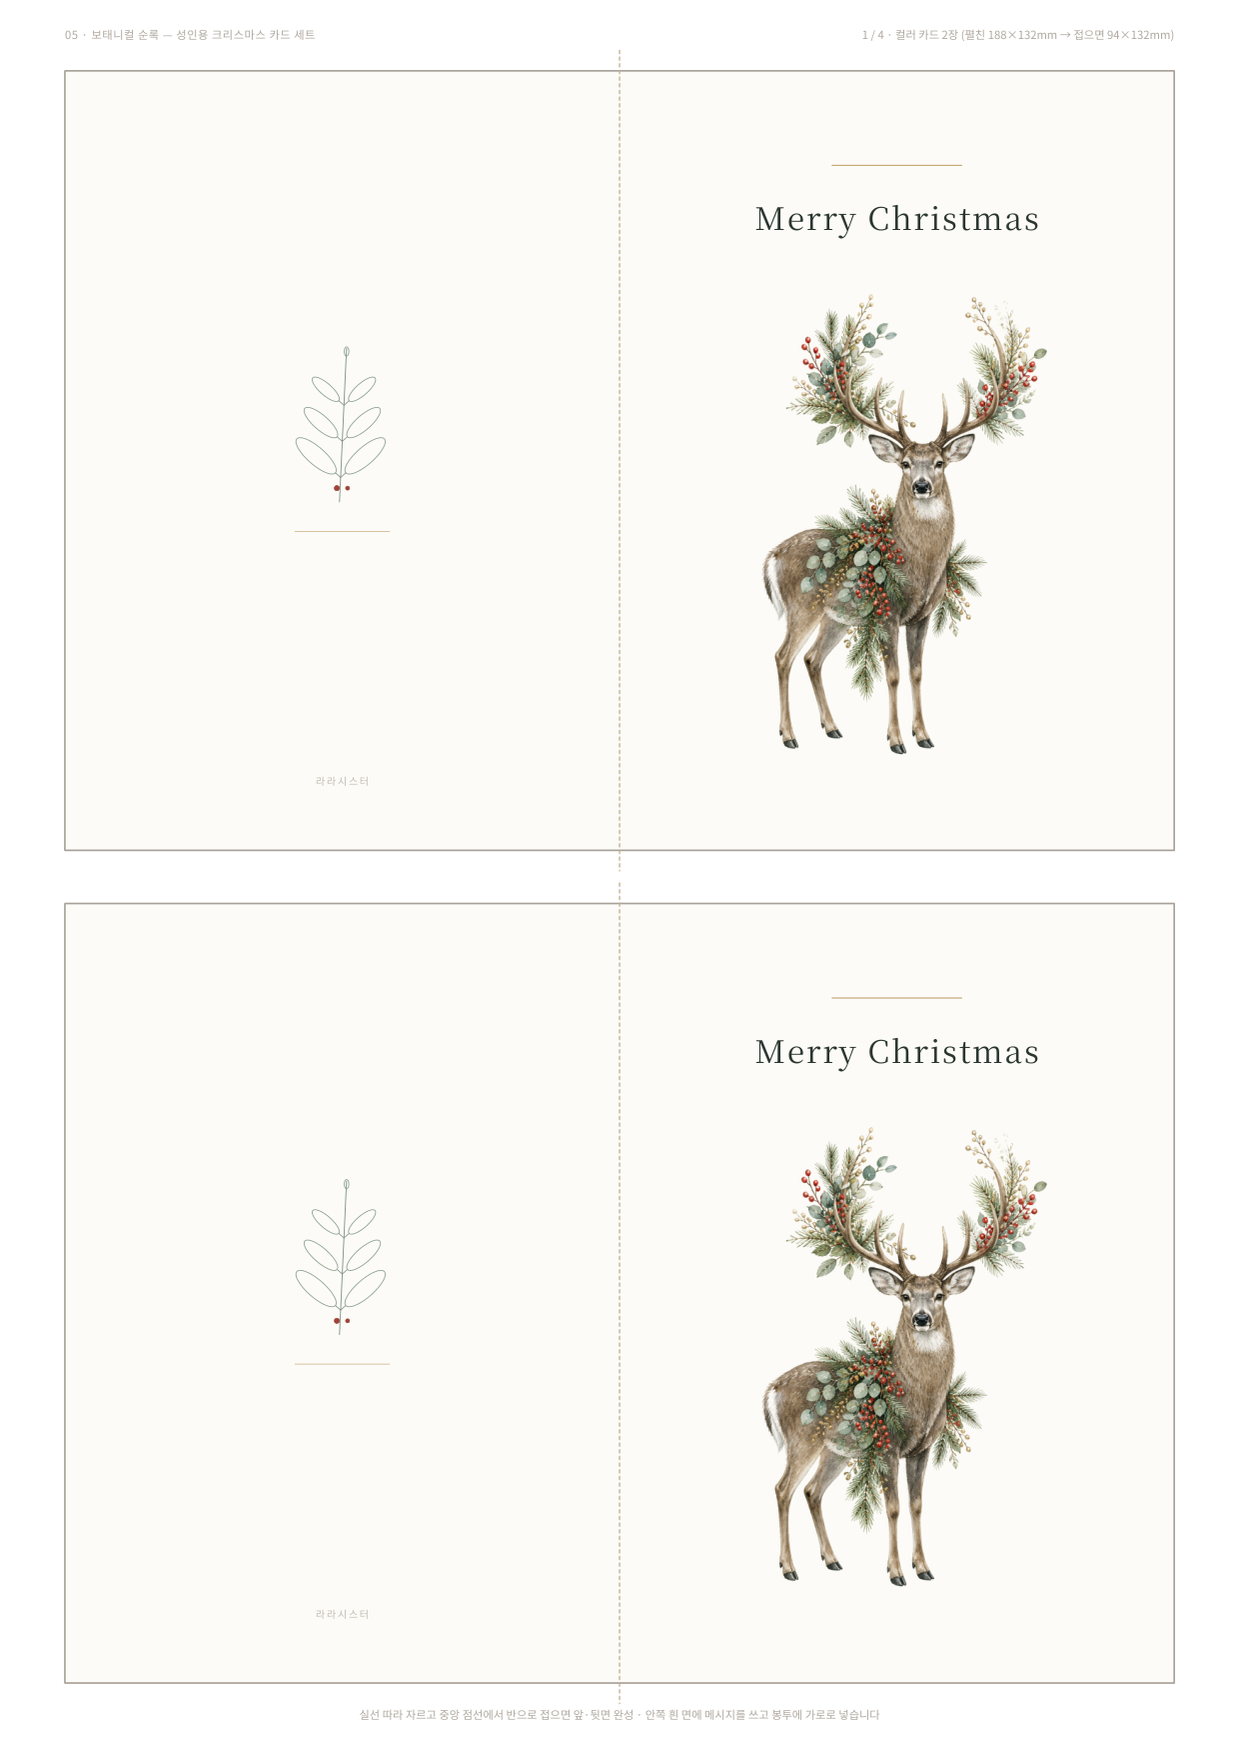 05 · 보태니컬 순록 — 성인용 크리스마스 카드 세트
1 / 4 · 컬러 카드 2장 (펼친 188×132mm → 접으면 94×132mm)
Merry Christmas
라라시스터
Merry Christmas
라라시스터
실선 따라 자르고 중앙 점선에서 반으로 접으면 앞·뒷면 완성 · 안쪽 흰 면에 메시지를 쓰고 봉투에 가로로 넣습니다